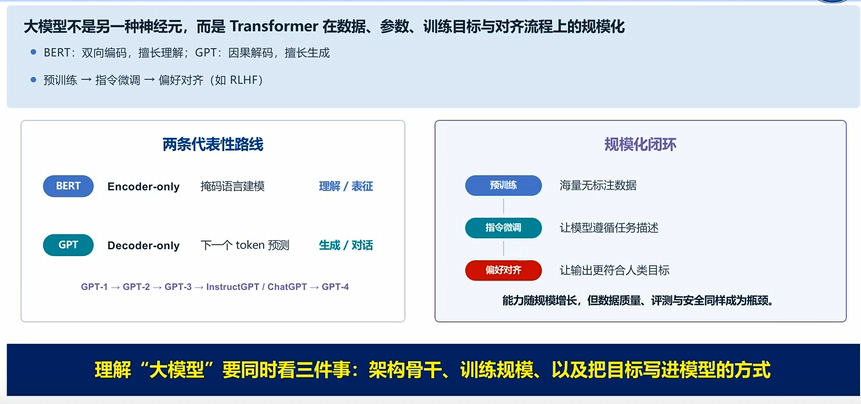 大模型不是另一种神经元，而是 Transformer 在数据、参数、训练目标与对齐流程上的规模化
BERT：双向编码，擅长理解；GPT：因果解码，擅长生成
预训练 → 指令微调 → 偏好对齐（如 RLHF）
两条代表性路线
BERT Encoder-only 掩码语言建模 理解 / 表征
GPT Decoder-only 下一个 token 预测 生成 / 对话
GPT-1 → GPT-2 → GPT-3 → InstructGPT / ChatGPT → GPT-4
规模化闭环
预训练 海量无标注数据
指令微调 让模型遵循任务描述
偏好对齐 让输出更符合人类目标
能力随规模增长，但数据质量、评测与安全同样成为瓶颈。
理解“大模型”要同时看三件事：架构骨干、训练规模、以及把目标写进模型的方式